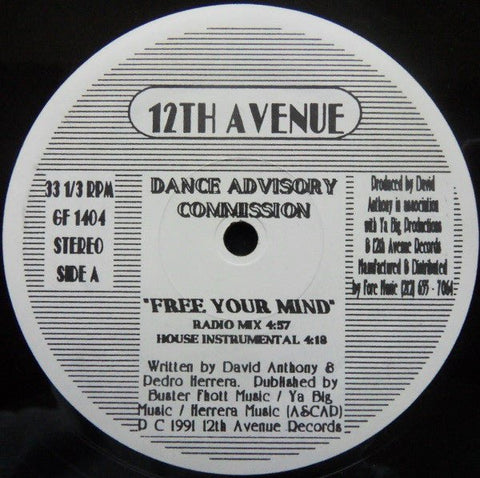 12TH AVENUE
33 1/3 RPM
GF 1404
STEREO
SIDE A
DANCE ADVISORY
COMMISSION
Produced by David
Anthony in association
with Ya Big Productions
& 12th Avenue Records
Manufactured & Distributed
by Fore Music (212) 633 - 7064
"FREE YOUR MIND"
RADIO MIX 4:57
HOUSE INSTRUMENTAL 4:18
Written by David Anthony &
Pedro Herrera. Published by
Buster Fhott Music / Ya Big
Music / Herrera Music (ASCAP)
P C 1991 12th Avenue Records